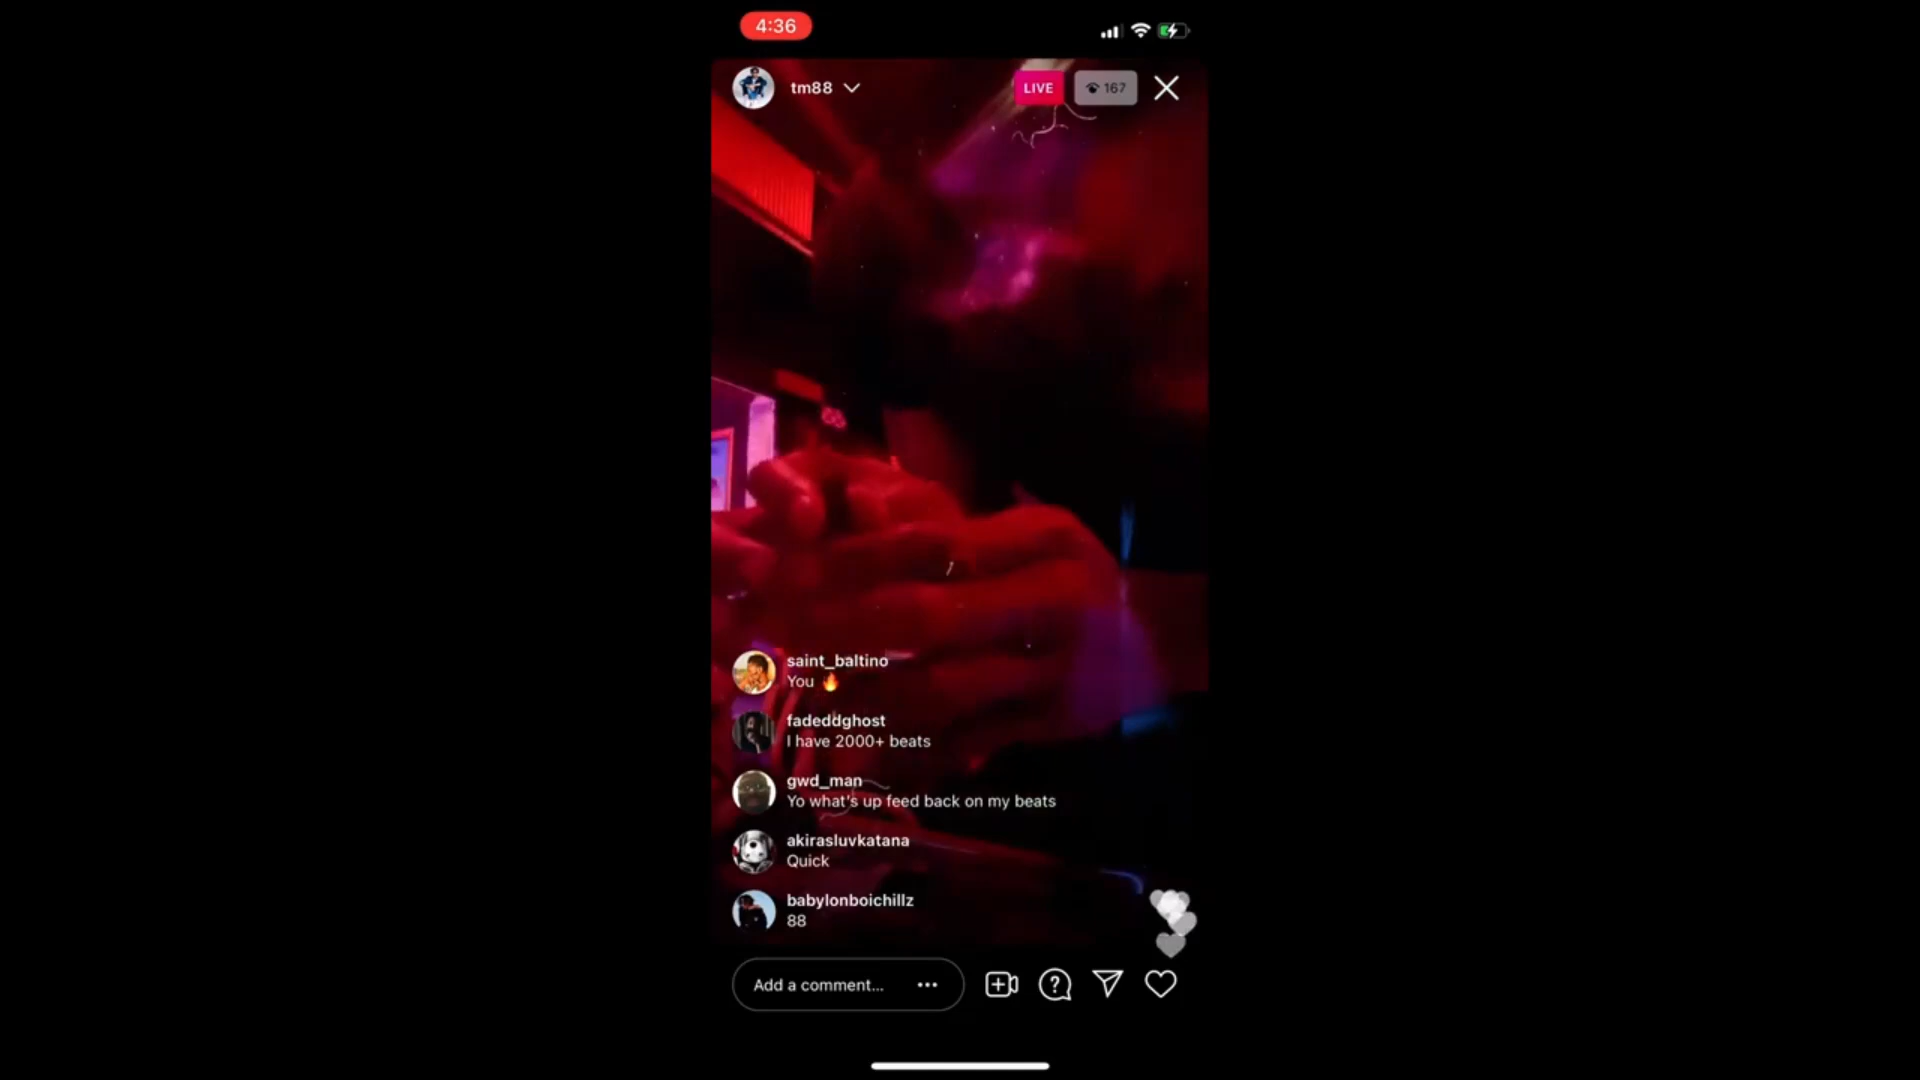 4:36
tm88
LIVE
167
saint_baltino
You 🔥
fadeddghost
I have 2000+ beats
gwd_man
Yo what's up feed back on my beats
akirasluvkatana
Quick
babylonboichillz
88
Add a comment...